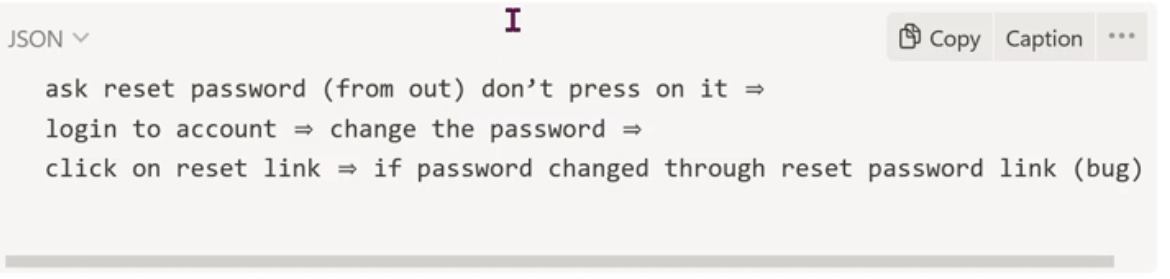 JSON
Copy Caption
ask reset password (from out) don’t press on it ⇒
login to account ⇒ change the password ⇒
click on reset link ⇒ if password changed through reset password link (bug)